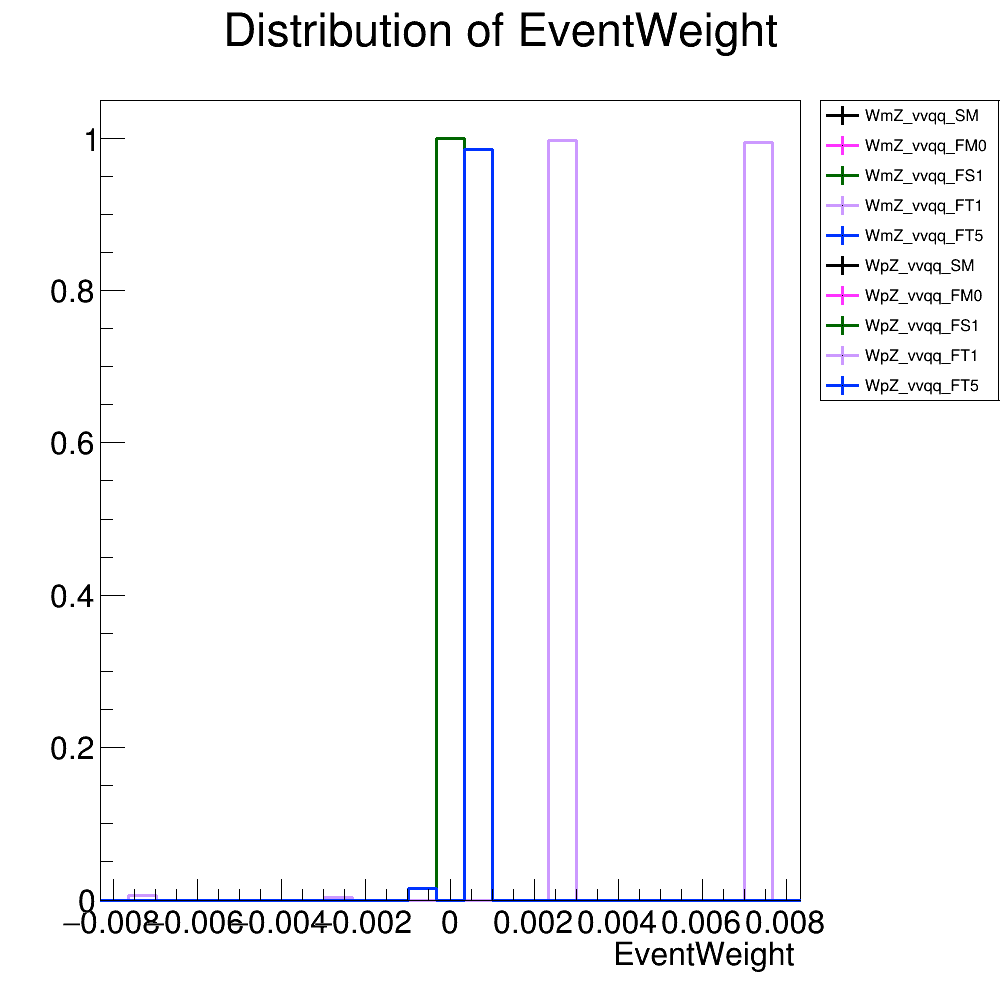 Distribution of EventWeight
WmZ_vvqq_SM
WmZ_vvqq_FM0
WmZ_vvqq_FS1
WmZ_vvqq_FT1
WmZ_vvqq_FT5
WpZ_vvqq_SM
WpZ_vvqq_FM0
WpZ_vvqq_FS1
WpZ_vvqq_FT1
WpZ_vvqq_FT5
1
0.8
0.6
0.4
0.2
0
−0.008 −0.006 −0.004 −0.002 0 0.002 0.004 0.006 0.008
EventWeight